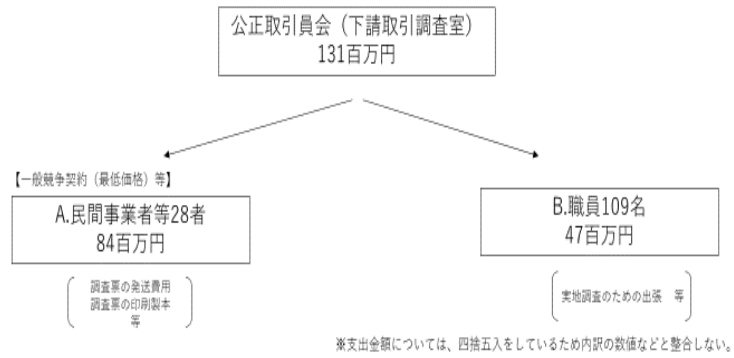 公正取引員会（下請取引調査室）
131百万円
【一般競争契約（最低価格）等】
A.民間事業者等28者
84百万円
調査票の発送費用
調査票の印刷製本
等
B.職員109名
47百万円
実地調査のための出張　等
※支出金額については、四捨五入をしているため内訳の数値などと整合しない。